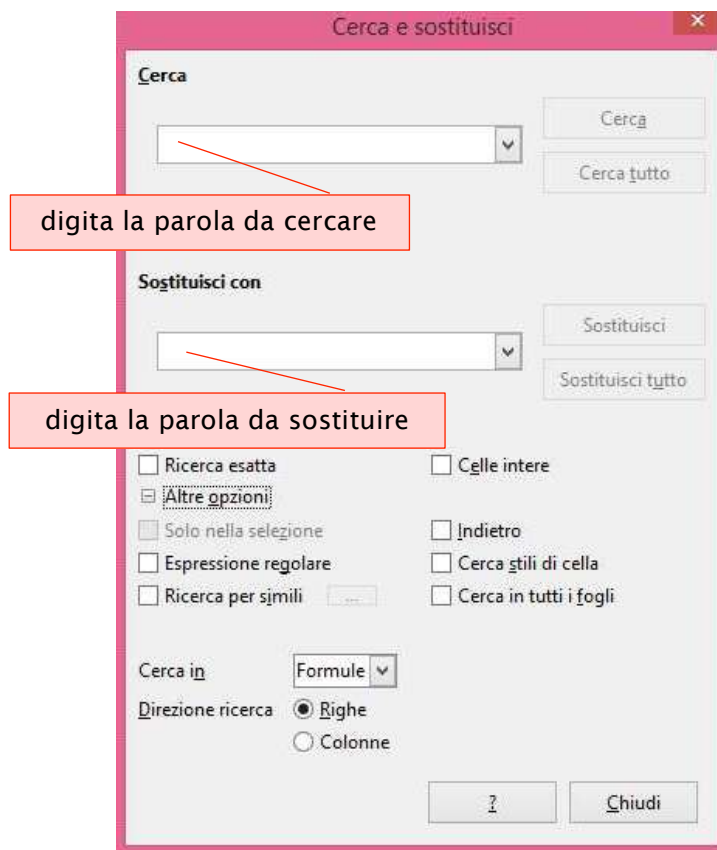 Cerca e sostituisci
Cerca
Cerca
Cerca tutto
digita la parola da cercare
Sostituisci con
Sostituisci
Sostituisci tutto
digita la parola da sostituire
Ricerca esatta
Celle intere
Altre opzioni
Solo nella selezione
Indietro
Espressione regolare
Cerca stili di cella
Ricerca per simili
...
Cerca in tutti i fogli
Cerca in
Formule
Direzione ricerca
Righe
Colonne
?
Chiudi